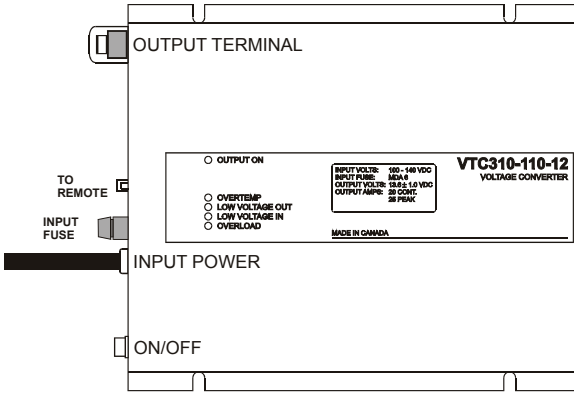 OUTPUT TERMINAL
OUTPUT ON
INPUT VOLTS: 100 - 140 VDC
INPUT FUSE: MDA 6
OUTPUT VOLTS: 13.6 ± 1.0 VDC
OUTPUT AMPS: 20 CONT.
25 PEAK
VTC310-110-12
VOLTAGE CONVERTER
TO
REMOTE
OVERTEMP
LOW VOLTAGE OUT
LOW VOLTAGE IN
OVERLOAD
INPUT
FUSE
MADE IN CANADA
INPUT POWER
ON/OFF